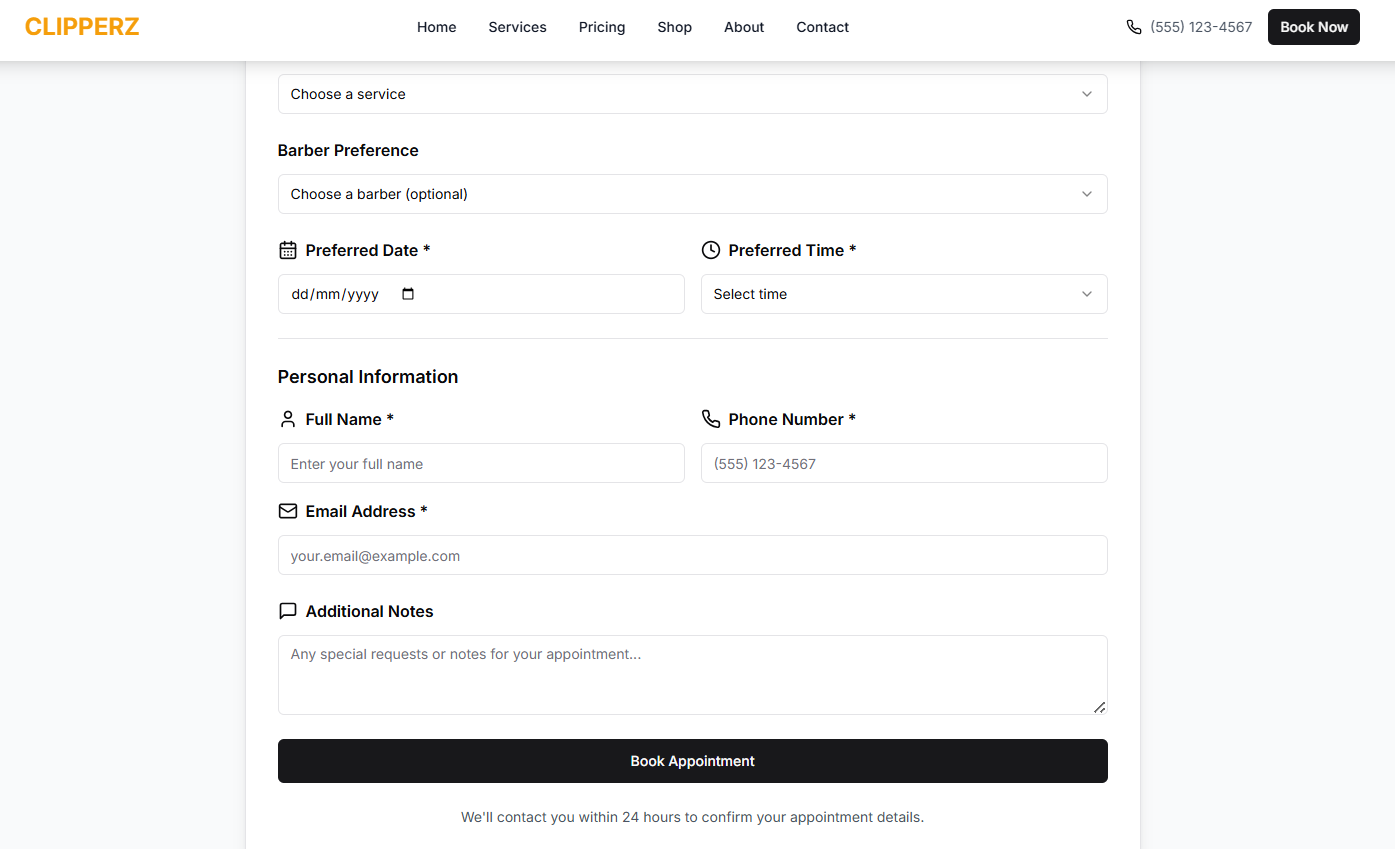 CLIPPERZ Home Services Pricing Shop About Contact (555) 123-4567 Book Now
Choose a service
Barber Preference
Choose a barber (optional)
Preferred Date * Preferred Time *
dd/mm/yyyy Select time
Personal Information
Full Name * Phone Number *
Enter your full name (555) 123-4567
Email Address *
your.email@example.com
Additional Notes
Any special requests or notes for your appointment...
Book Appointment
We'll contact you within 24 hours to confirm your appointment details.